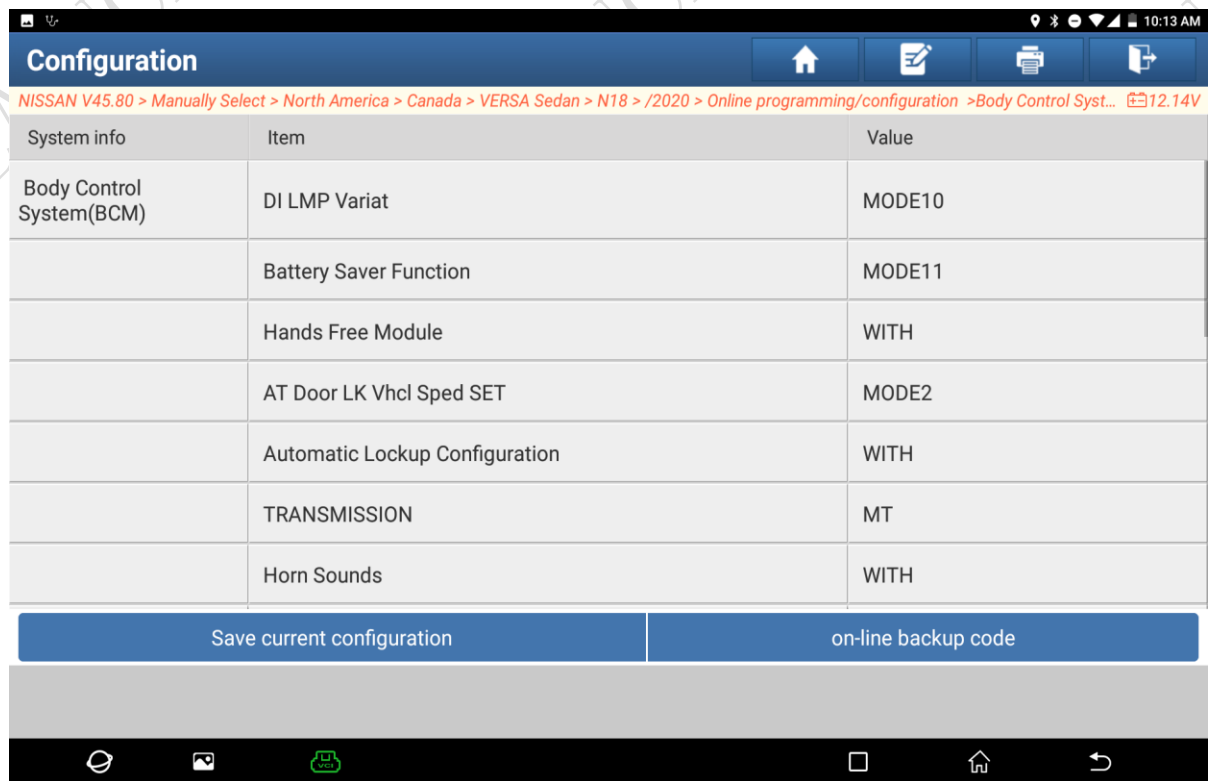 10:13 AM
Configuration
NISSAN V45.80 > Manually Select > North America > Canada > VERSA Sedan > N18 > /2020 > Online programming/configuration >Body Control Syst... 12.14V
System info Item Value
Body Control
System(BCM) DI LMP Variat MODE10
Battery Saver Function MODE11
Hands Free Module WITH
AT Door LK Vhcl Sped SET MODE2
Automatic Lockup Configuration WITH
TRANSMISSION MT
Horn Sounds WITH
Save current configuration on-line backup code
VCI